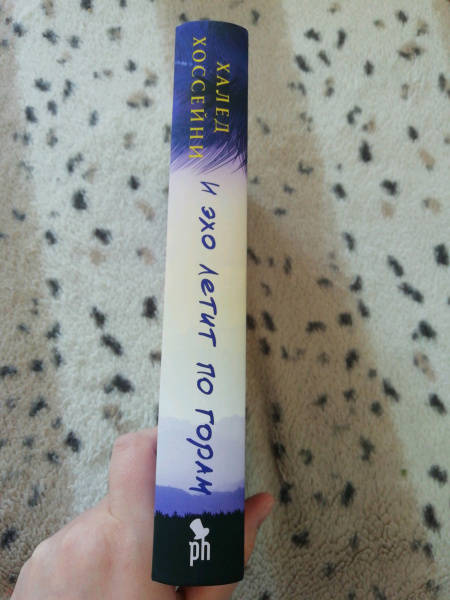 ХАЛЕД
ХОССЕЙНИ
И ЭХО ЛЕТИТ ПО ГОРАМ
ph